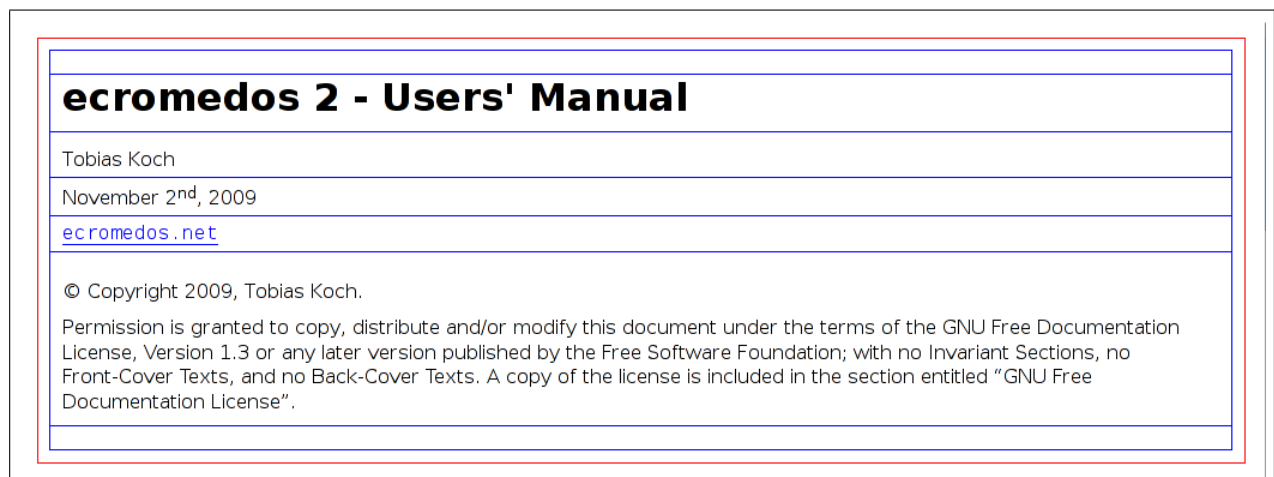 ecromedos 2 - Users' Manual
Tobias Koch
November 2nd, 2009
ecromedos.net
© Copyright 2009, Tobias Koch.
Permission is granted to copy, distribute and/or modify this document under the terms of the GNU Free Documentation
License, Version 1.3 or any later version published by the Free Software Foundation; with no Invariant Sections, no
Front-Cover Texts, and no Back-Cover Texts. A copy of the license is included in the section entitled “GNU Free
Documentation License”.